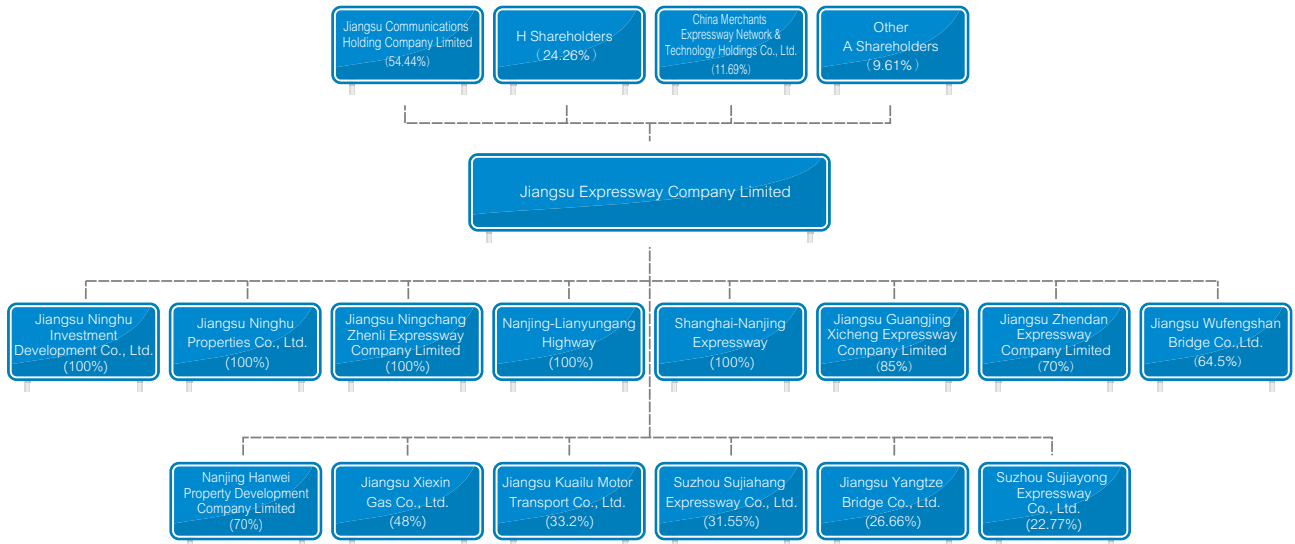 Jiangsu Communications
Holding Company Limited
(54.44%)
H Shareholders
(24.26%)
China Merchants
Expressway Network &
Technology Holdings Co., Ltd.
(11.69%)
Other
A Shareholders
(9.61%)
Jiangsu Expressway Company Limited
Jiangsu Ninghu
Investment
Development Co., Ltd.
(100%)
Jiangsu Ninghu
Properties Co., Ltd.
(100%)
Jiangsu Ningchang
Zhenli Expressway
Company Limited
(100%)
Nanjing-Lianyungang
Highway
(100%)
Shanghai-Nanjing
Expressway
(100%)
Jiangsu Guangjing
Xicheng Expressway
Company Limited
(85%)
Jiangsu Zhendan
Expressway
Company Limited
(70%)
Jiangsu Wufengshan
Bridge Co.,Ltd.
(64.5%)
Nanjing Hanwei
Property Development
Company Limited
(70%)
Jiangsu Xiexin
Gas Co., Ltd.
(48%)
Jiangsu Kuailu Motor
Transport Co., Ltd.
(33.2%)
Suzhou Sujiahang
Expressway Co., Ltd.
(31.55%)
Jiangsu Yangtze
Bridge Co., Ltd.
(26.66%)
Suzhou Sujiayong
Expressway
Co., Ltd.
(22.77%)